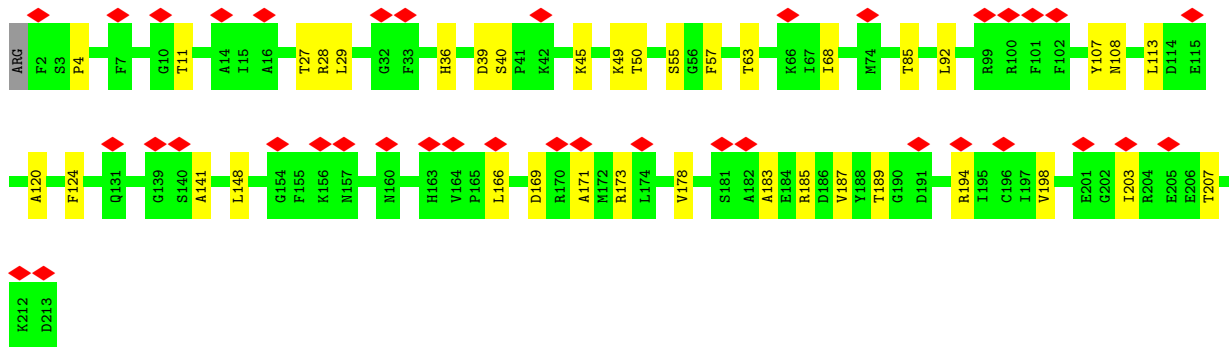 ARG F2 S3 P4 F7 G10 T11 A14 I15 A16 T27 R28 L29 G32 F33 H36 D39 S40 P41 K42 K45 K49 T50 S55 G56 F57 T63 K66 I67 I68 M74 T85 L92 R99 R100 F101 F102 Y107 N108 L113 D114 E115
A120 F124 Q131 G139 S140 A141 L148 G154 F155 K156 N157 N160 H163 V164 P165 L166 D169 R170 A171 M172 R173 L174 V178 S181 A182 A183 E184 R185 D186 V187 Y188 T189 G190 D191 R194 I195 C196 I197 V198 E201 G202 I203 R204 E205 E206 T207
K212 D213